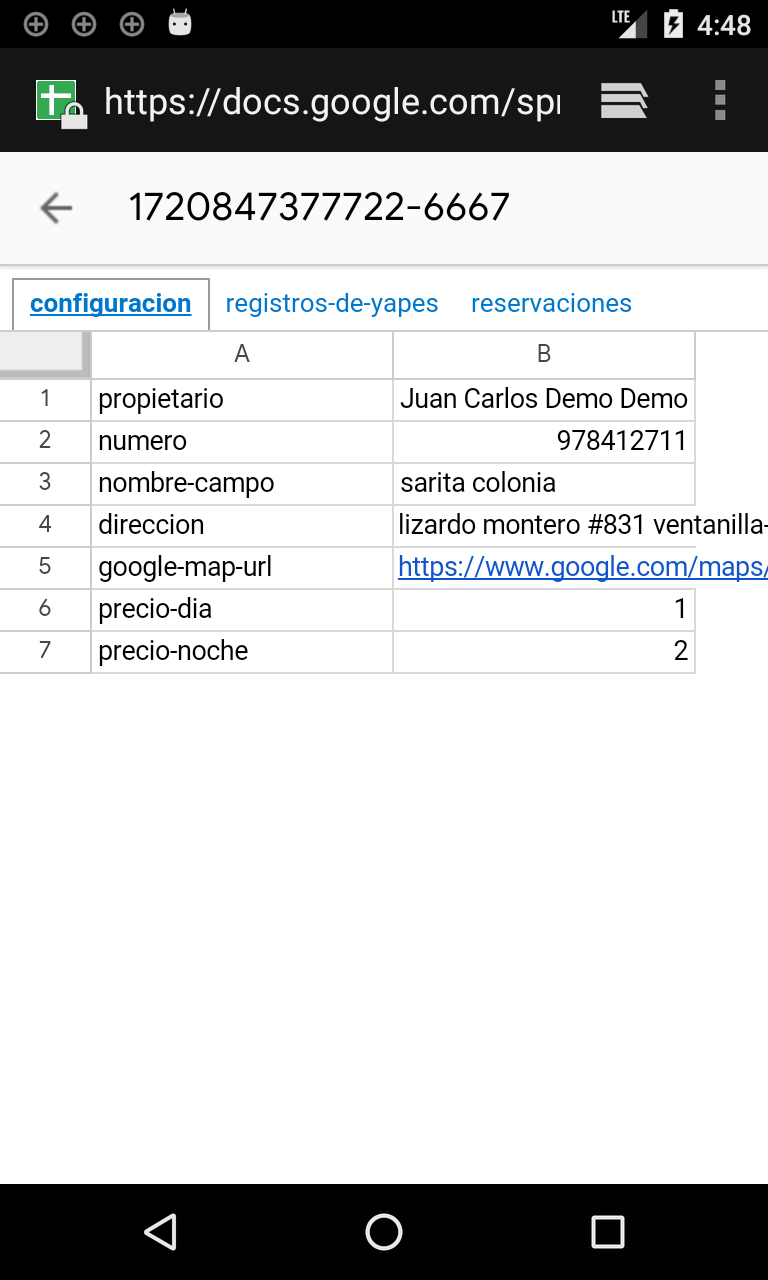 LTE 4:48
https://docs.google.com/spr
1720847377722-6667
configuracion registros-de-yapes reservaciones
A B
1 propietario Juan Carlos Demo Demo
2 numero 978412711
3 nombre-campo sarita colonia
4 direccion lizardo montero #831 ventanilla-
5 google-map-url https://www.google.com/maps/
6 precio-dia 1
7 precio-noche 2